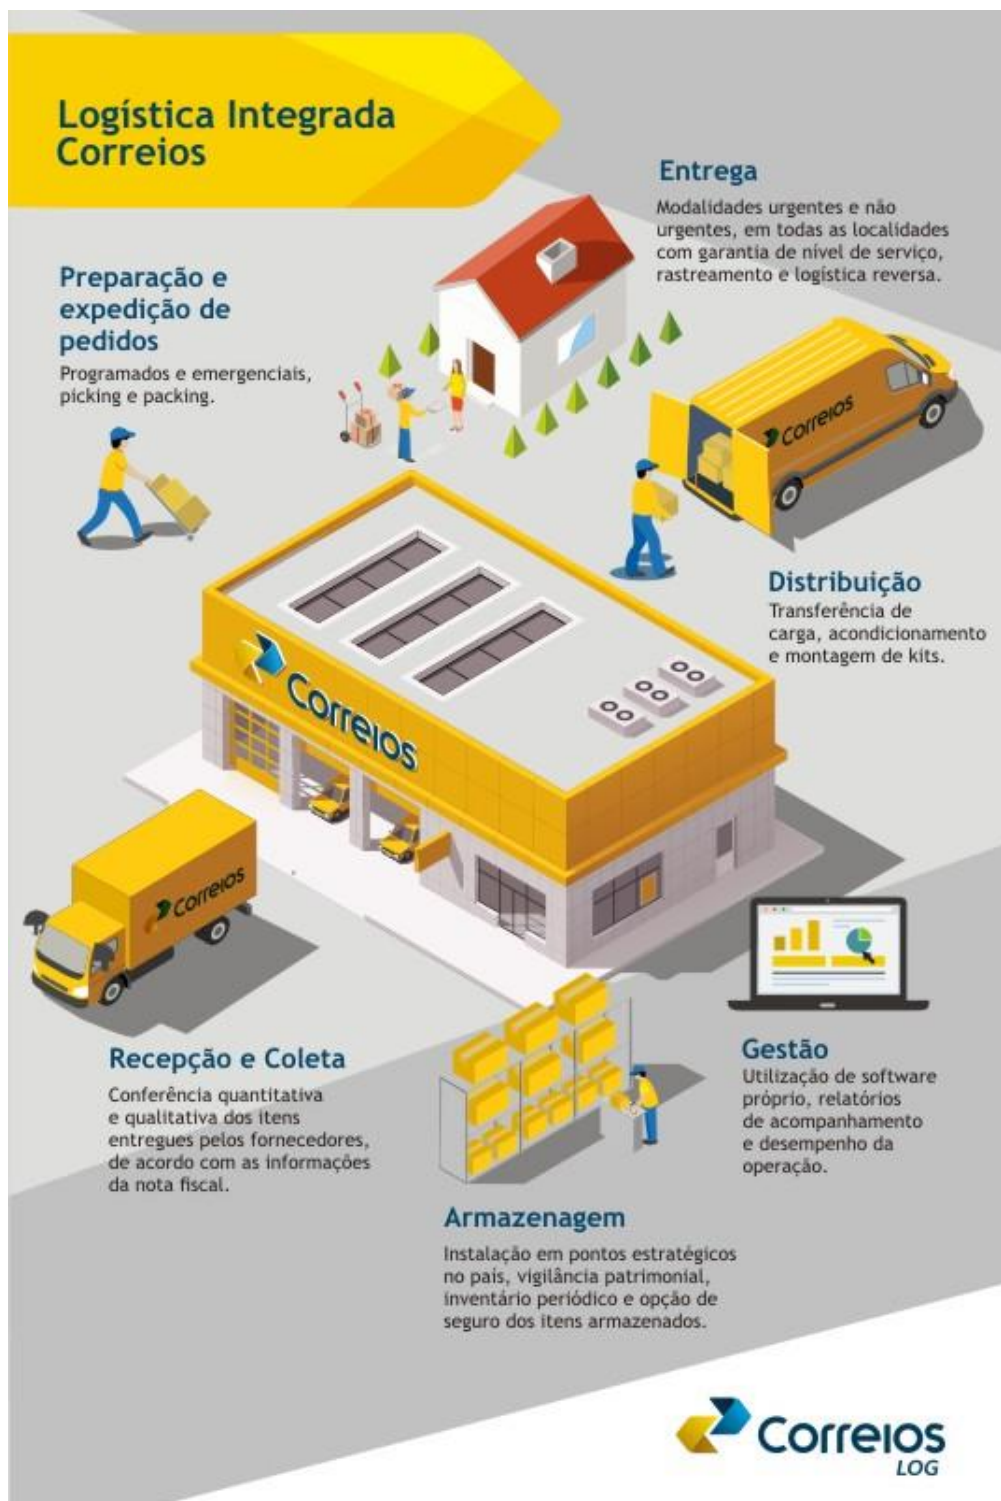 Logística Integrada
Correios
Entrega
Modalidades urgentes e não
urgentes, em todas as localidades
com garantia de nível de serviço,
rastreamento e logística reversa.
Preparação e
expedição de
pedidos
Programados e emergenciais,
picking e packing.
Correios
Distribuição
Transferência de
carga, acondicionamento
e montagem de kits.
Correios
Correios
Recepção e Coleta
Conferência quantitativa
e qualitativa dos itens
entregues pelos fornecedores,
de acordo com as informações
da nota fiscal.
Gestão
Utilização de software
próprio, relatórios
de acompanhamento
e desempenho da
operação.
Armazenagem
Instalação em pontos estratégicos
no país, vigilância patrimonial,
inventário periódico e opção de
seguro dos itens armazenados.
Correios
LOG